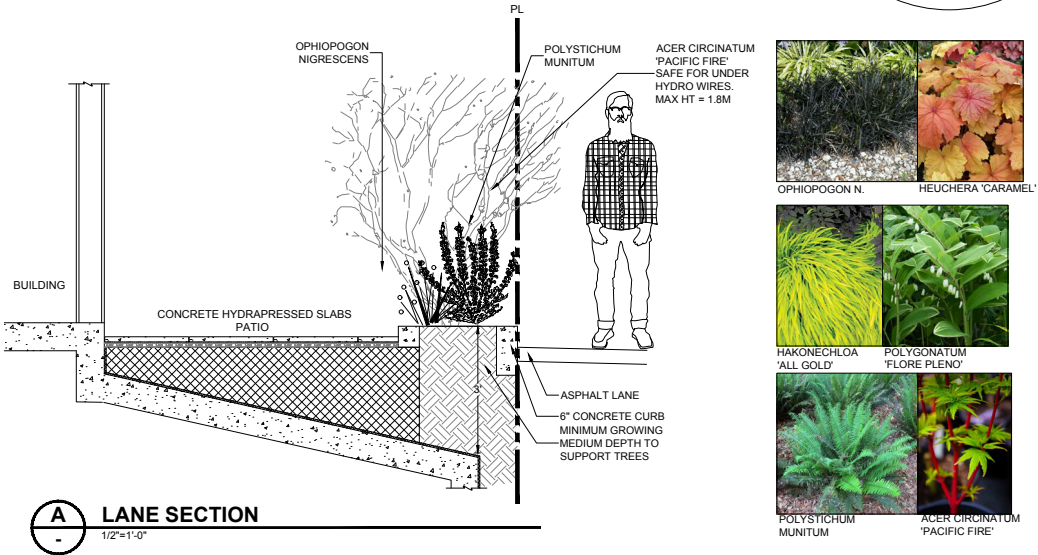 PL
OPHIOPOGON
NIGRESCENS
POLYSTICHUM
MUNITUM
ACER CIRCINATUM
'PACIFIC FIRE'
SAFE FOR UNDER
HYDRO WIRES.
MAX HT = 1.8M
BUILDING
CONCRETE HYDRAPRESSED SLABS
PATIO
3'
ASPHALT LANE
6" CONCRETE CURB
MINIMUM GROWING
MEDIUM DEPTH TO
SUPPORT TREES
A
-
LANE SECTION
1/2"=1'-0"
OPHIOPOGON N.
HEUCHERA 'CARAMEL'
HAKONECHLOA
'ALL GOLD'
POLYGONATUM
'FLORE PLENO'
POLYSTICHUM
MUNITUM
ACER CIRCINATUM
'PACIFIC FIRE'